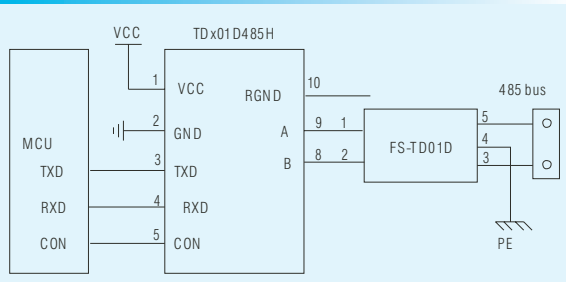 VCC
TDx01D485H
1
VCC
10
RGND
485 bus
2
GND
A
9
1
5
MCU
FS-TD01D
4
B
8
2
3
TXD
3
TXD
RXD
4
RXD
CON
5
CON
PE